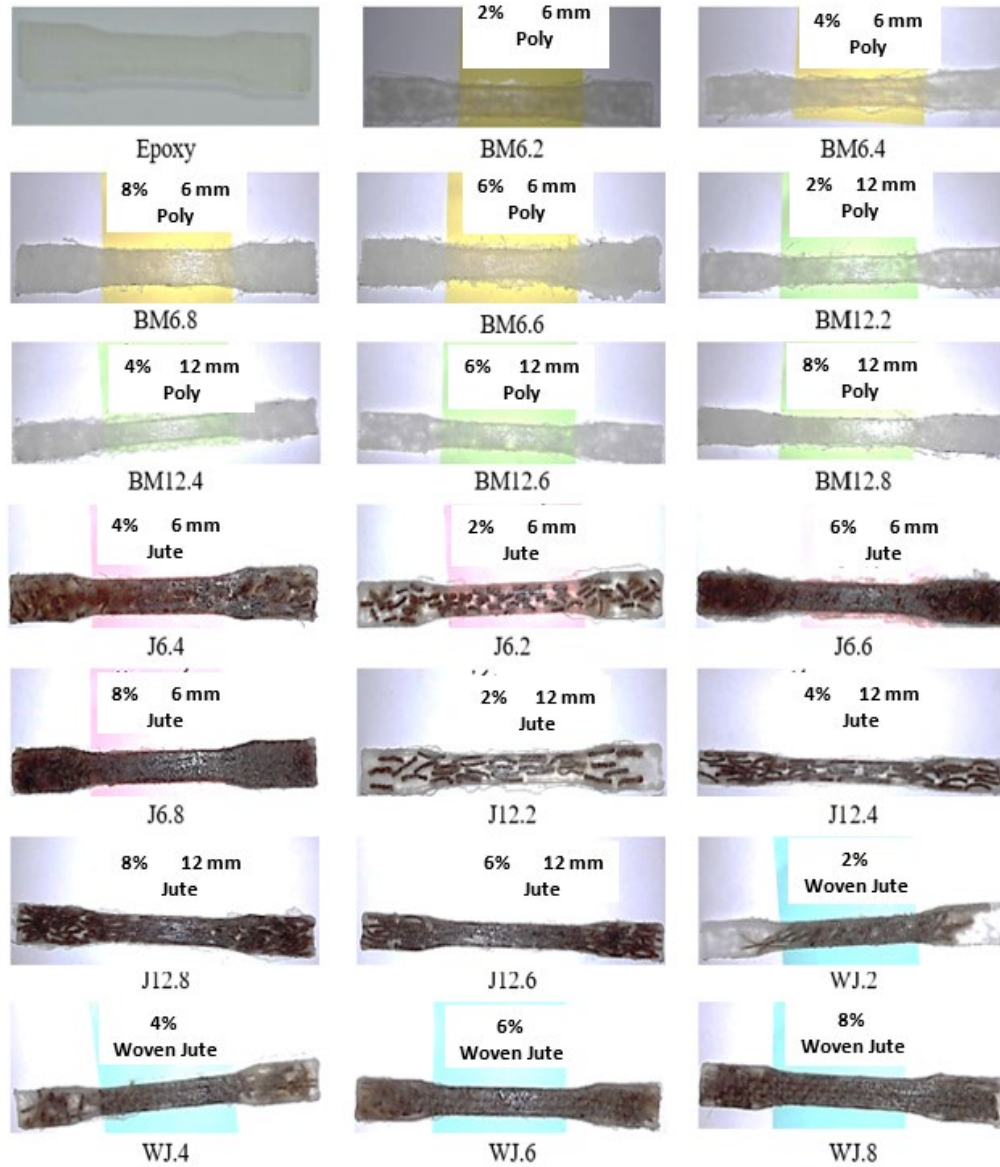 2% 6 mm
Poly
4% 6 mm
Poly
Epoxy
BM6.2
BM6.4
8% 6 mm
Poly
6% 6 mm
Poly
2% 12 mm
Poly
BM6.8
BM6.6
BM12.2
4% 12 mm
Poly
6% 12 mm
Poly
8% 12 mm
Poly
BM12.4
BM12.6
BM12.8
4% 6 mm
Jute
2% 6 mm
Jute
6% 6 mm
Jute
J6.4
J6.2
J6.6
8% 6 mm
Jute
2% 12 mm
Jute
4% 12 mm
Jute
J6.8
J12.2
J12.4
8% 12 mm
Jute
6% 12 mm
Jute
2%
Woven Jute
J12.8
J12.6
WJ.2
4%
Woven Jute
6%
Woven Jute
8%
Woven Jute
WJ.4
WJ.6
WJ.8